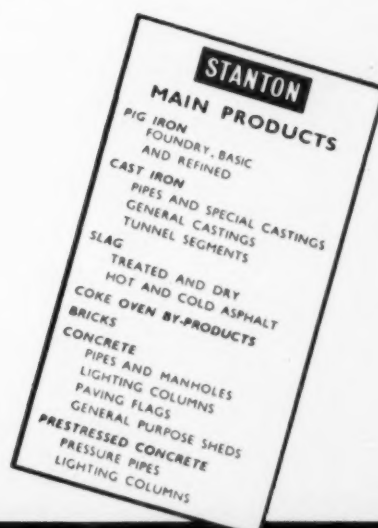 STANTON
MAIN PRODUCTS
PIG IRON
FOUNDRY, BASIC
AND REFINED
CAST IRON
PIPES AND SPECIAL CASTINGS
GENERAL CASTINGS
TUNNEL SEGMENTS
SLAG
TREATED AND DRY
HOT AND COLD ASPHALT
COKE OVEN BY-PRODUCTS
BRICKS
CONCRETE
PIPES AND MANHOLES
LIGHTING COLUMNS
PAVING FLAGS
GENERAL PURPOSE SHEDS
PRESTRESSED CONCRETE
PRESSURE PIPES
LIGHTING COLUMNS